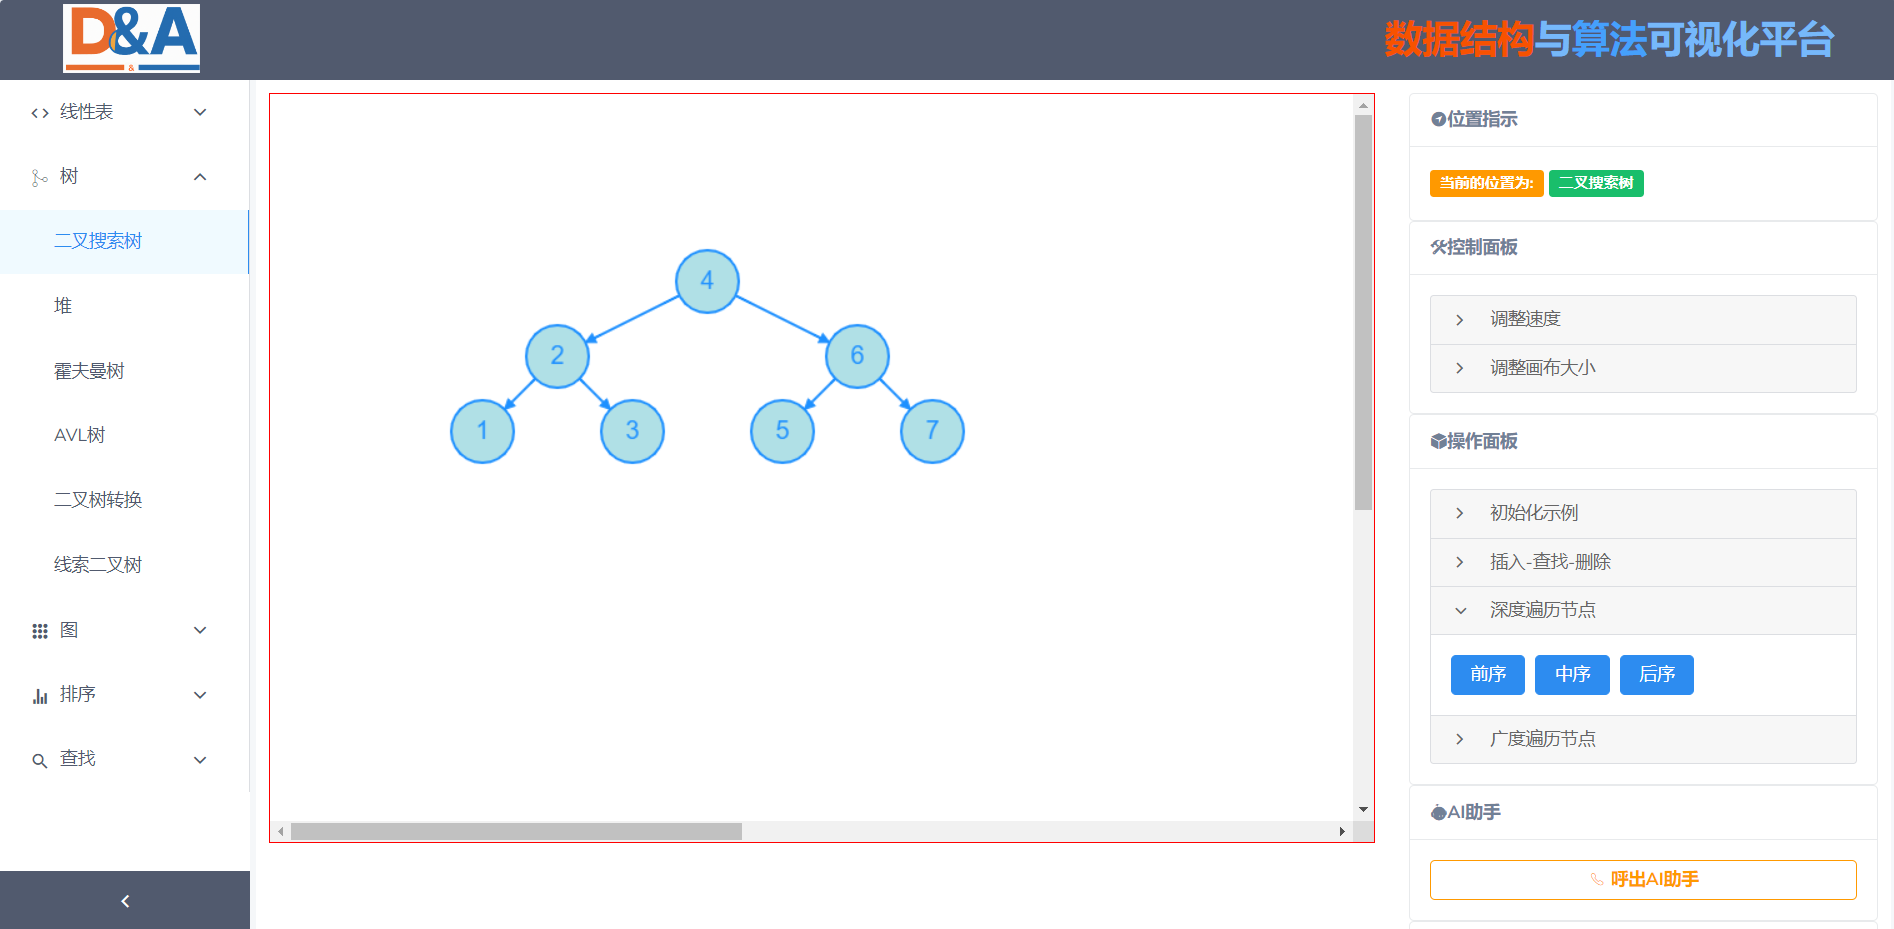 D&A
&
数据结构与算法可视化平台
线性表
树
二叉搜索树
堆
霍夫曼树
AVL树
二叉树转换
线索二叉树
图
排序
查找
4
2
6
1
3
5
7
位置指示
当前的位置为:
二叉搜索树
控制面板
调整速度
调整画布大小
操作面板
初始化示例
插入-查找-删除
深度遍历节点
前序
中序
后序
广度遍历节点
AI助手
呼出AI助手